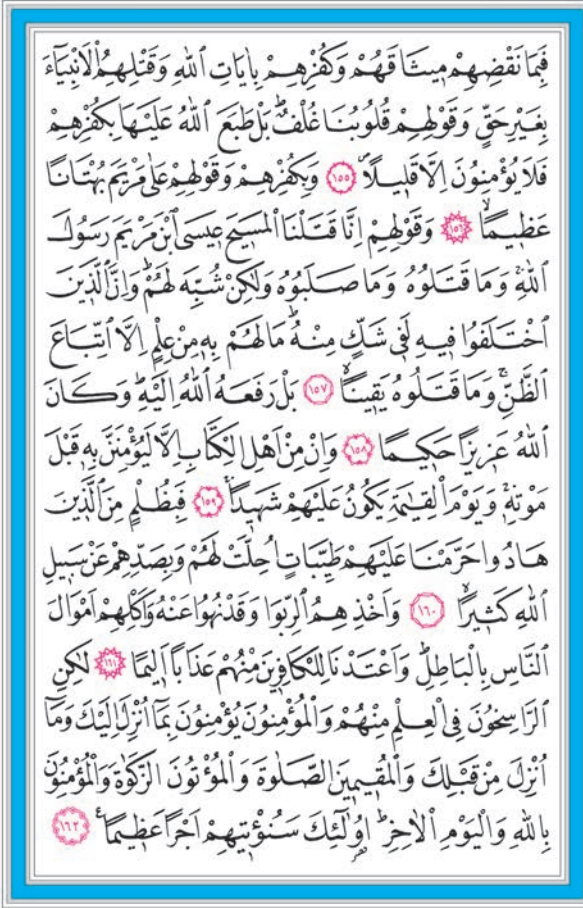 فَبِمَا نَقْضِهِمْ مِيثَاقَهُمْ وَكُفْرِهِمْ بِاٰيَاتِ اللّٰهِ وَقَتْلِهِمُ الْاَنْبِيَٓاءَ
بِغَيْرِ حَقٍّ وَقَوْلِهِمْ قُلُوبُنَا غُلْفٌۜ بَلْ طَبَعَ اللّٰهُ عَلَيْهَا بِكُفْرِهِمْ
فَلَا يُؤْمِنُونَ اِلَّا قَلِيلًاۖ ﴿١٥٥﴾ وَبِكُفْرِهِمْ وَقَوْلِهِمْ عَلٰى مَرْيَمَ بُهْتَانًا
عَظِيمًاۙ ﴿١٥٦﴾ وَقَوْلِهِمْ اِنَّا قَتَلْنَا الْمَسِيحَ عِيسَى ابْنَ مَرْيَمَ رَسُولَ
اللّٰهِۚ وَمَا قَتَلُوهُ وَمَا صَلَبُوهُ وَلٰكِنْ شُبِّهَ لَهُمْۜ وَاِنَّ الَّذِينَ
اخْتَلَفُوا فِيهِ لَفِي شَكٍّ مِنْهُۜ مَا لَهُمْ بِهِ مِنْ عِلْمٍ اِلَّا اتِّبَاعَ
الظَّنِّۚ وَمَا قَتَلُوهُ يَقِينًاۙ ﴿١٥٧﴾ بَلْ رَفَعَهُ اللّٰهُ اِلَيْهِۜ وَكَانَ
اللّٰهُ عَزِيزًا حَكِيمًا ﴿١٥٨﴾ وَاِنْ مِنْ اَهْلِ الْكِتَابِ اِلَّا لَيُؤْمِنَنَّ بِهِ قَبْلَ
مَوْتِهِۚ وَيَوْمَ الْقِيٰمَةِ يَكُونُ عَلَيْهِمْ شَهِيدًاۚ ﴿١٥٩﴾ فَبِظُلْمٍ مِنَ الَّذِينَ
هَادُوا حَرَّمْنَا عَلَيْهِمْ طَيِّبَاتٍ اُحِلَّتْ لَهُمْ وَبِصَدِّهِمْ عَنْ سَبِيلِ
اللّٰهِ كَثِيرًاۙ ﴿١٦٠﴾ وَاَخْذِهِمُ الرِّبٰوا وَقَدْ نُهُوا عَنْهُ وَاَكْلِهِمْ اَمْوَالَ
النَّاسِ بِالْبَاطِلِۜ وَاَعْتَدْنَا لِلْكَافِرِينَ مِنْهُمْ عَذَابًا اَلِيمًا ﴿١٦١﴾ لٰكِنِ
الرَّاسِخُونَ فِي الْعِلْمِ مِنْهُمْ وَالْمُؤْمِنُونَ يُؤْمِنُونَ بِمَٓا اُنْزِلَ اِلَيْكَ وَمَٓا
اُنْزِلَ مِنْ قَبْلِكَ وَالْمُقِيمِينَ الصَّلٰوةَ وَالْمُؤْتُونَ الزَّكٰوةَ وَالْمُؤْمِنُونَ
بِاللّٰهِ وَالْيَوْمِ الْاٰخِرِۜ اُو۬لٰٓئِكَ سَنُؤْتِيهِمْ اَجْرًا عَظِيمًا۟ ﴿١٦٢﴾